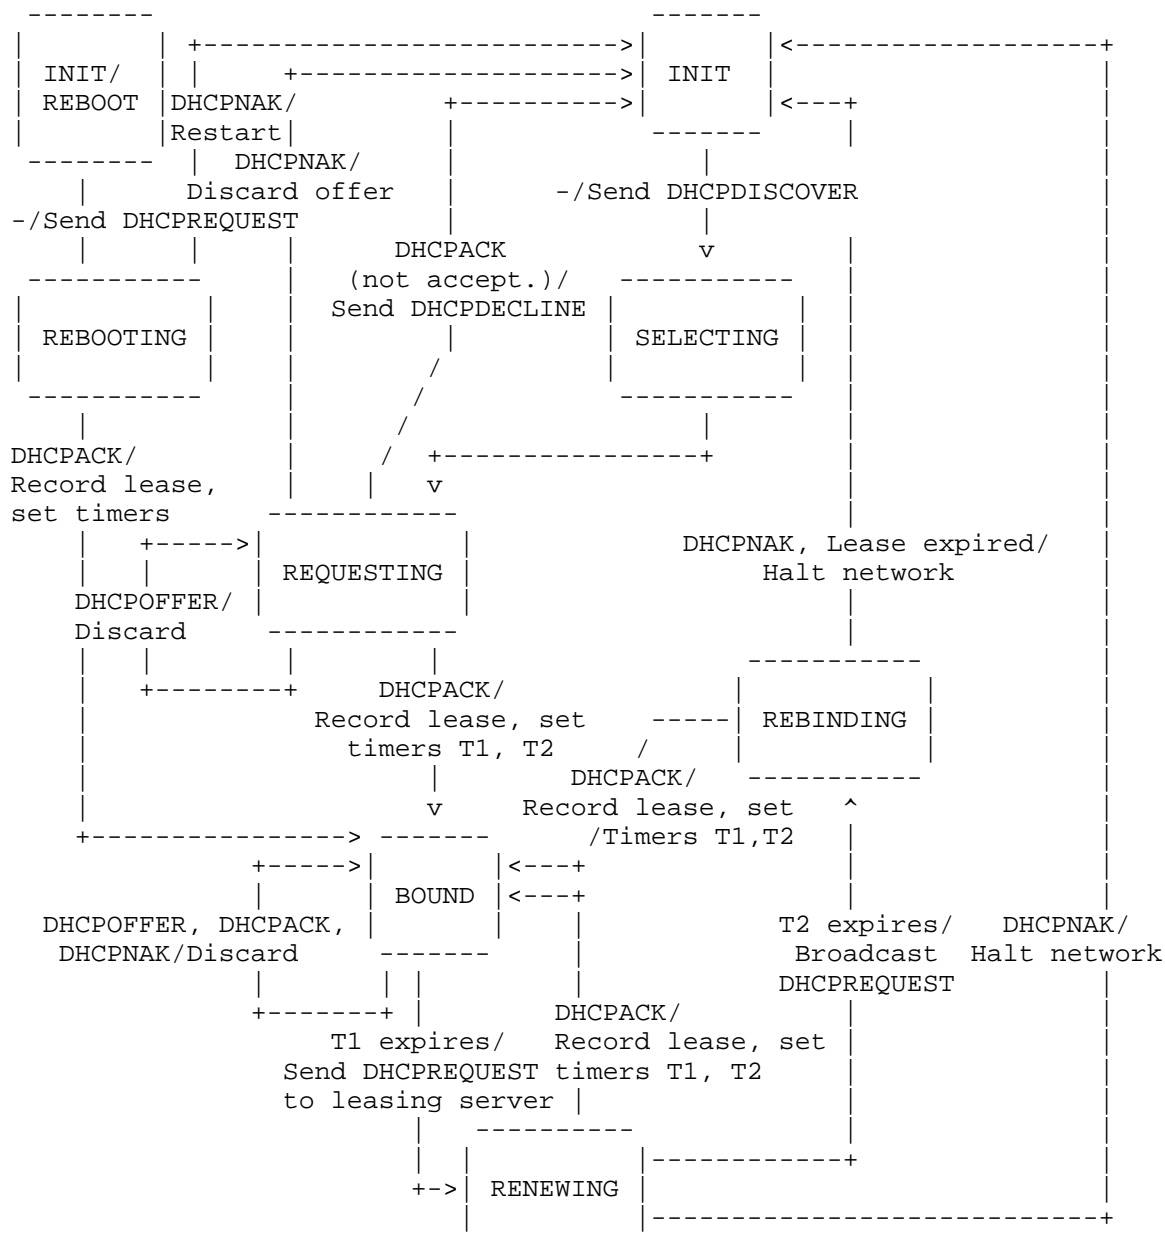 INIT/ INIT
REBOOT DHCPNAK/
Restart
DHCPNAK/
Discard offer -/Send DHCPDISCOVER
-/Send DHCPREQUEST
DHCPACK v
(not accept.)/
Send DHCPDECLINE
REBOOTING SELECTING
DHCPACK/
Record lease, v
set timers
DHCPNAK, Lease expired/
REQUESTING Halt network
DHCPOFFER/
Discard
DHCPACK/
Record lease, set REBINDING
timers T1, T2
DHCPACK/
v Record lease, set
/Timers T1,T2
BOUND
DHCPOFFER, DHCPACK, T2 expires/ DHCPNAK/
DHCPNAK/Discard Broadcast Halt network
DHCPREQUEST
DHCPACK/
T1 expires/ Record lease, set
Send DHCPREQUEST timers T1, T2
to leasing server
RENEWING